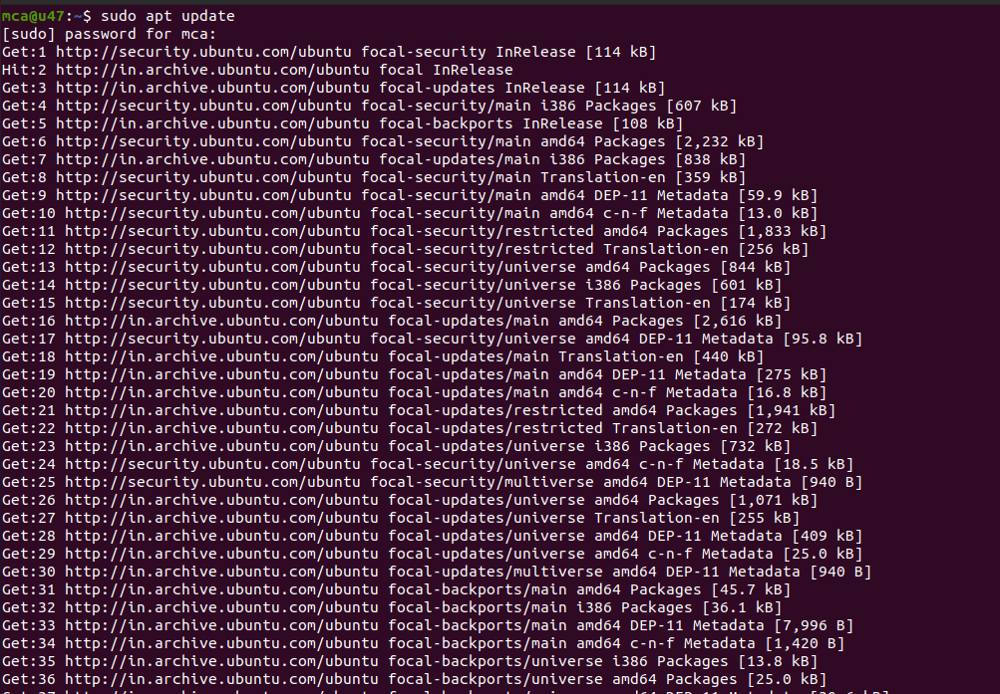 mca@u47:~$ sudo apt update
[sudo] password for mca:
Get:1 http://security.ubuntu.com/ubuntu focal-security InRelease [114 kB]
Hit:2 http://in.archive.ubuntu.com/ubuntu focal InRelease
Get:3 http://in.archive.ubuntu.com/ubuntu focal-updates InRelease [114 kB]
Get:4 http://security.ubuntu.com/ubuntu focal-security/main i386 Packages [607 kB]
Get:5 http://in.archive.ubuntu.com/ubuntu focal-backports InRelease [108 kB]
Get:6 http://security.ubuntu.com/ubuntu focal-security/main amd64 Packages [2,232 kB]
Get:7 http://in.archive.ubuntu.com/ubuntu focal-updates/main i386 Packages [838 kB]
Get:8 http://security.ubuntu.com/ubuntu focal-security/main Translation-en [359 kB]
Get:9 http://security.ubuntu.com/ubuntu focal-security/main amd64 DEP-11 Metadata [59.9 kB]
Get:10 http://security.ubuntu.com/ubuntu focal-security/main amd64 c-n-f Metadata [13.0 kB]
Get:11 http://security.ubuntu.com/ubuntu focal-security/restricted amd64 Packages [1,833 kB]
Get:12 http://security.ubuntu.com/ubuntu focal-security/restricted Translation-en [256 kB]
Get:13 http://security.ubuntu.com/ubuntu focal-security/universe amd64 Packages [844 kB]
Get:14 http://security.ubuntu.com/ubuntu focal-security/universe i386 Packages [601 kB]
Get:15 http://security.ubuntu.com/ubuntu focal-security/universe Translation-en [174 kB]
Get:16 http://in.archive.ubuntu.com/ubuntu focal-updates/main amd64 Packages [2,616 kB]
Get:17 http://security.ubuntu.com/ubuntu focal-security/universe amd64 DEP-11 Metadata [95.8 kB]
Get:18 http://in.archive.ubuntu.com/ubuntu focal-updates/main Translation-en [440 kB]
Get:19 http://in.archive.ubuntu.com/ubuntu focal-updates/main amd64 DEP-11 Metadata [275 kB]
Get:20 http://in.archive.ubuntu.com/ubuntu focal-updates/main amd64 c-n-f Metadata [16.8 kB]
Get:21 http://in.archive.ubuntu.com/ubuntu focal-updates/restricted amd64 Packages [1,941 kB]
Get:22 http://in.archive.ubuntu.com/ubuntu focal-updates/restricted Translation-en [272 kB]
Get:23 http://in.archive.ubuntu.com/ubuntu focal-updates/universe i386 Packages [732 kB]
Get:24 http://security.ubuntu.com/ubuntu focal-security/universe amd64 c-n-f Metadata [18.5 kB]
Get:25 http://security.ubuntu.com/ubuntu focal-security/multiverse amd64 DEP-11 Metadata [940 B]
Get:26 http://in.archive.ubuntu.com/ubuntu focal-updates/universe amd64 Packages [1,071 kB]
Get:27 http://in.archive.ubuntu.com/ubuntu focal-updates/universe Translation-en [255 kB]
Get:28 http://in.archive.ubuntu.com/ubuntu focal-updates/universe amd64 DEP-11 Metadata [409 kB]
Get:29 http://in.archive.ubuntu.com/ubuntu focal-updates/universe amd64 c-n-f Metadata [25.0 kB]
Get:30 http://in.archive.ubuntu.com/ubuntu focal-updates/multiverse amd64 DEP-11 Metadata [940 B]
Get:31 http://in.archive.ubuntu.com/ubuntu focal-backports/main amd64 Packages [45.7 kB]
Get:32 http://in.archive.ubuntu.com/ubuntu focal-backports/main i386 Packages [36.1 kB]
Get:33 http://in.archive.ubuntu.com/ubuntu focal-backports/main amd64 DEP-11 Metadata [7,996 B]
Get:34 http://in.archive.ubuntu.com/ubuntu focal-backports/main amd64 c-n-f Metadata [1,420 B]
Get:35 http://in.archive.ubuntu.com/ubuntu focal-backports/universe i386 Packages [13.8 kB]
Get:36 http://in.archive.ubuntu.com/ubuntu focal-backports/universe amd64 Packages [25.0 kB]